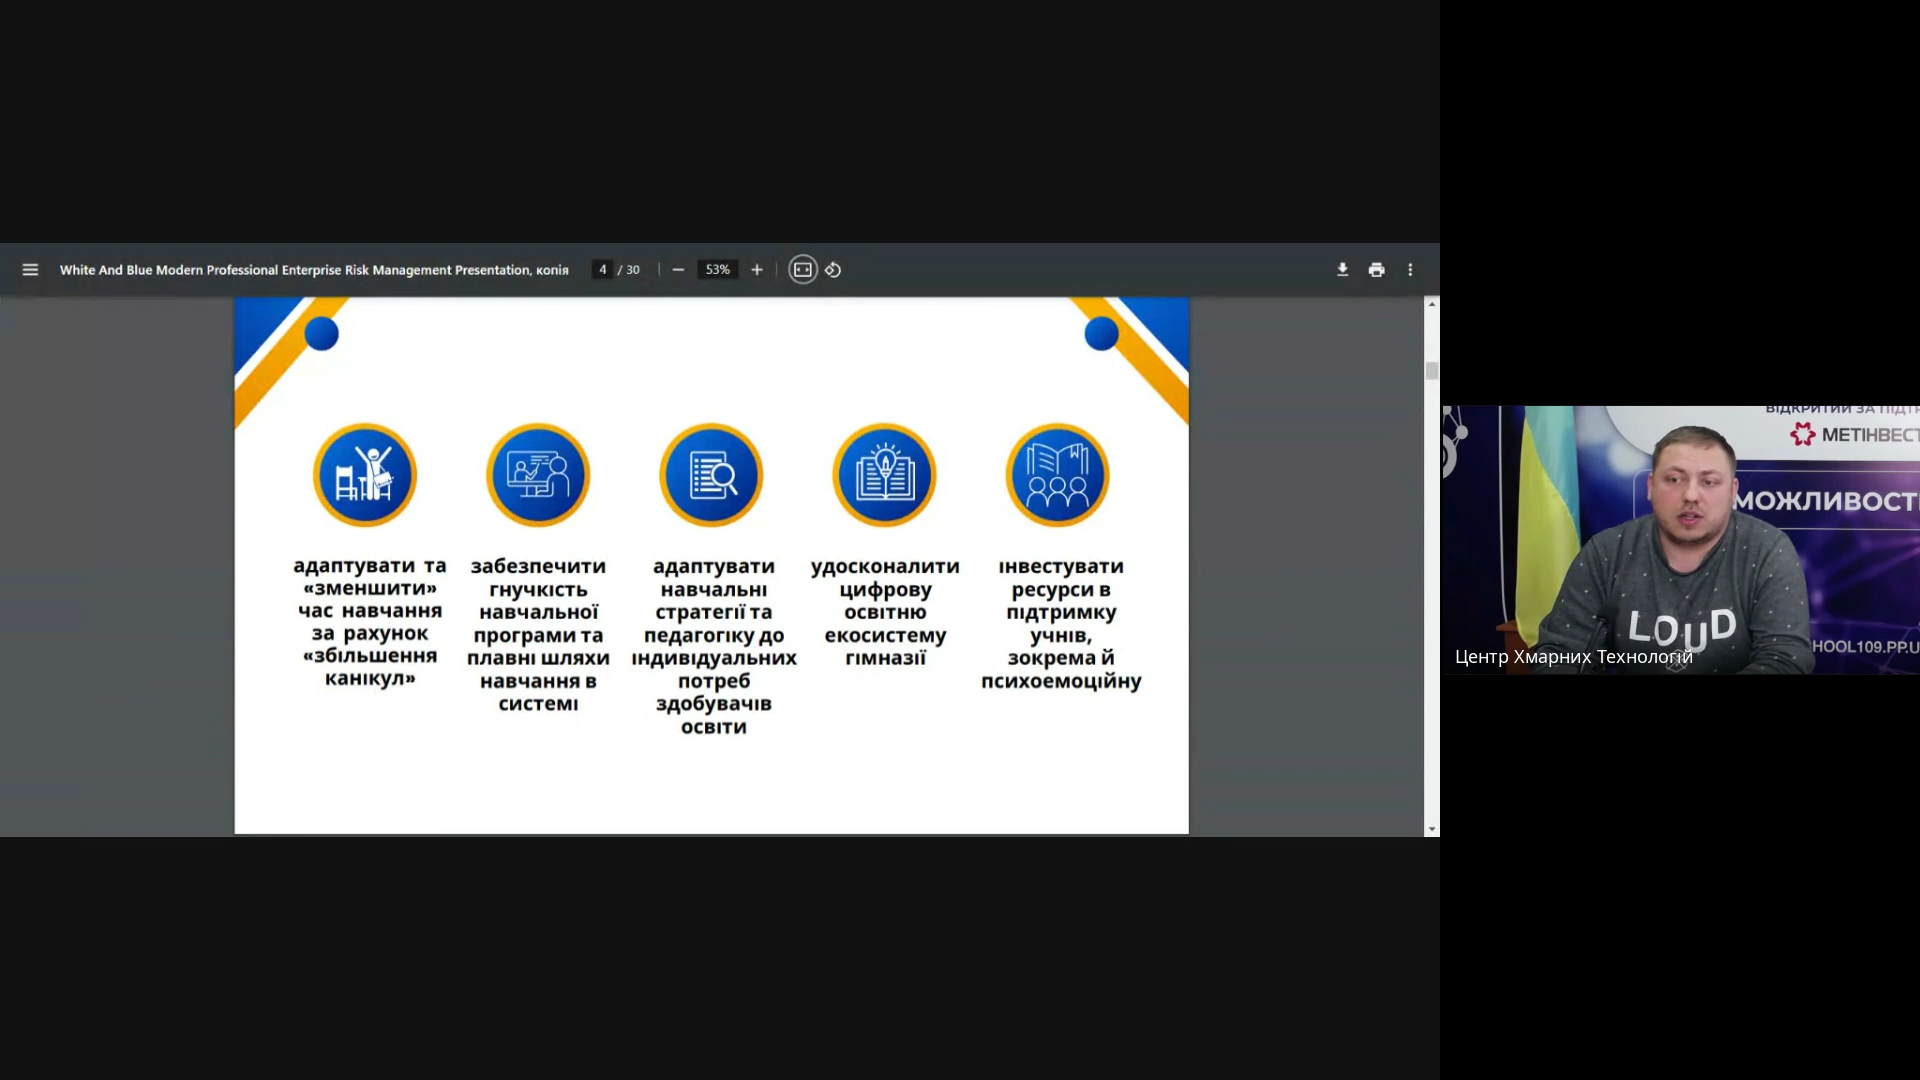 White And Blue Modern Professional Enterprise Risk Management Presentation, копія
4 / 30
53%
адаптувати та
«зменшити»
час навчання
за рахунок
«збільшення
канікул»
забезпечити
гнучкість
навчальної
програми та
плавні шляхи
навчання в
системі
адаптувати
навчальні
стратегії та
педагогіку до
індивідуальних
потреб
здобувачів
освіти
удосконалити
цифрову
освітню
екосистему
гімназії
інвестувати
ресурси в
підтримку
учнів,
зокрема й
психоемоційну
ВІДКРИТИЙ ЗА
МЕТІНВЕСТ
МОЖЛИВОСТ
LOUD
HOOL109.PP.U
Центр Хмарних Технологій